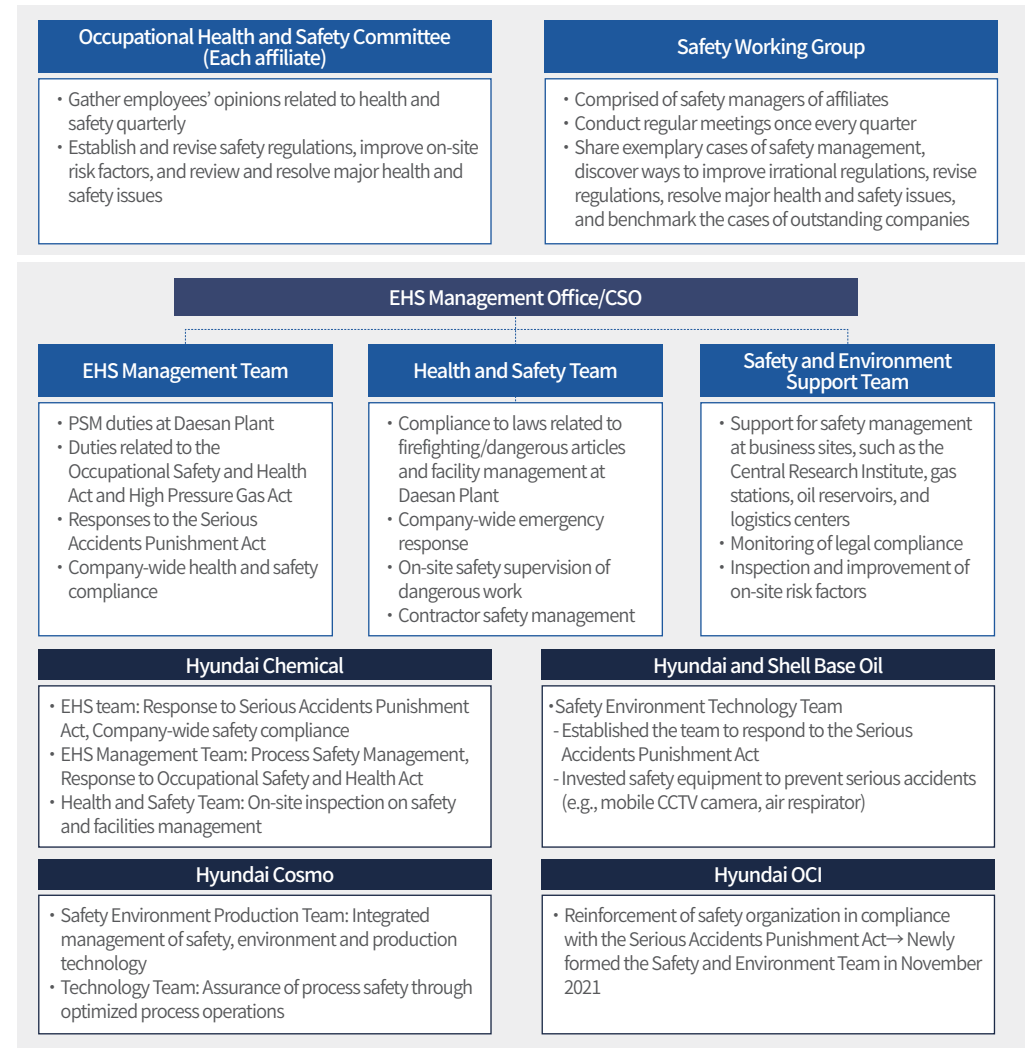 Occupational Health and Safety Committee
(Each affiliate)
• Gather employees' opinions related to health and
safety quarterly
• Establish and revise safety regulations, improve on-site
risk factors, and review and resolve major health and
safety issues
Safety Working Group
• Comprised of safety managers of affiliates
• Conduct regular meetings once every quarter
• Share exemplary cases of safety management,
discover ways to improve irrational regulations, revise
regulations, resolve major health and safety issues,
and benchmark the cases of outstanding companies
EHS Management Office/CSO
EHS Management Team
• PSM duties at Daesan Plant
• Duties related to the
Occupational Safety and Health
Act and High Pressure Gas Act
• Responses to the Serious
Accidents Punishment Act
• Company-wide health and safety
compliance
Health and Safety Team
• Compliance to laws related to
firefighting/dangerous articles
and facility management at
Daesan Plant
• Company-wide emergency
response
• On-site safety supervision of
dangerous work
• Contractor safety management
Safety and Environment
Support Team
• Support for safety management
at business sites, such as the
Central Research Institute, gas
stations, oil reservoirs, and
logistics centers
• Monitoring of legal compliance
• Inspection and improvement of
on-site risk factors
Hyundai Chemical
• EHS team: Response to Serious Accidents Punishment
Act, Company-wide safety compliance
• EHS Management Team: Process Safety Management,
Response to Occupational Safety and Health Act
• Health and Safety Team: On-site inspection on safety
and facilities management
Hyundai and Shell Base Oil
•Safety Environment Technology Team
- Established the team to respond to the Serious
Accidents Punishment Act
- Invested safety equipment to prevent serious accidents
(e.g., mobile CCTV camera, air respirator)
Hyundai Cosmo
• Safety Environment Production Team: Integrated
management of safety, environment and production
technology
• Technology Team: Assurance of process safety through
optimized process operations
Hyundai OCI
• Reinforcement of safety organization in compliance
with the Serious Accidents Punishment Act→ Newly
formed the Safety and Environment Team in November
2021